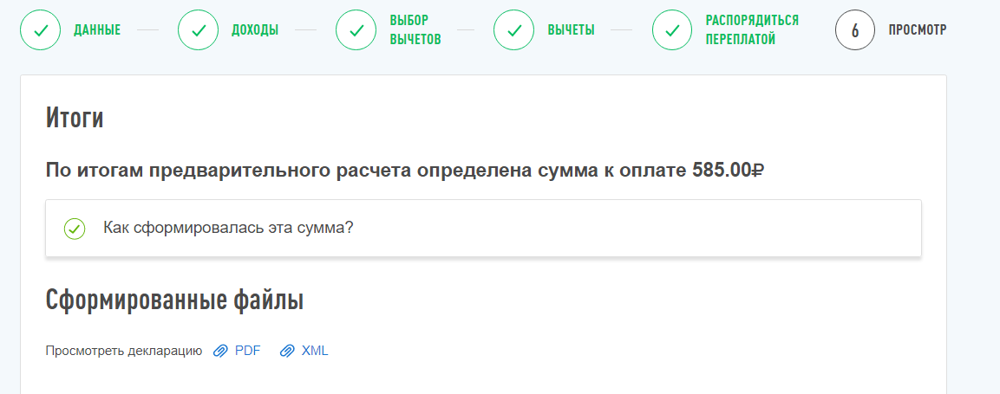 ДАННЫЕ
ДОХОДЫ
ВЫБОР
ВЫЧЕТОВ
ВЫЧЕТЫ
РАСПОРЯДИТЬСЯ
ПЕРЕПЛАТОЙ
6 ПРОСМОТР
Итоги
По итогам предварительного расчета определена сумма к оплате 585.00₽
Как сформировалась эта сумма?
Сформированные файлы
Просмотреть декларацию PDF XML